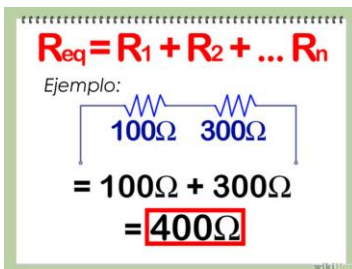 Req = R1 + R2 + ... Rn
Ejemplo:
100Ω 300Ω
= 100Ω + 300Ω
= 400Ω